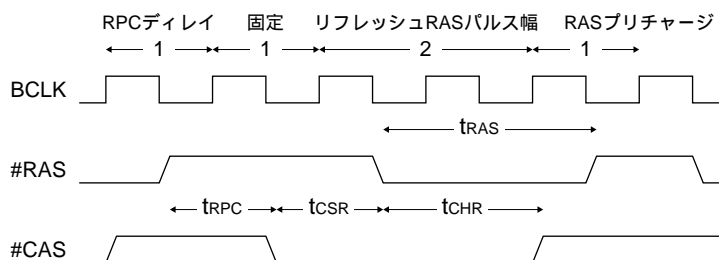 RPCディレイ 固定 リフレッシュRASパルス幅 RASプリチャージ
1 1 2 1
BCLK
tRAS
#RAS
tRPC tCSR tCHR
#CAS